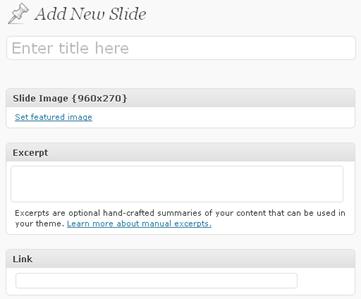 Add New Slide
Enter title here
Slide Image {960x270}
Set featured image
Excerpt
Excerpts are optional hand-crafted summaries of your content that can be used in
your theme. Learn more about manual excerpts.
Link